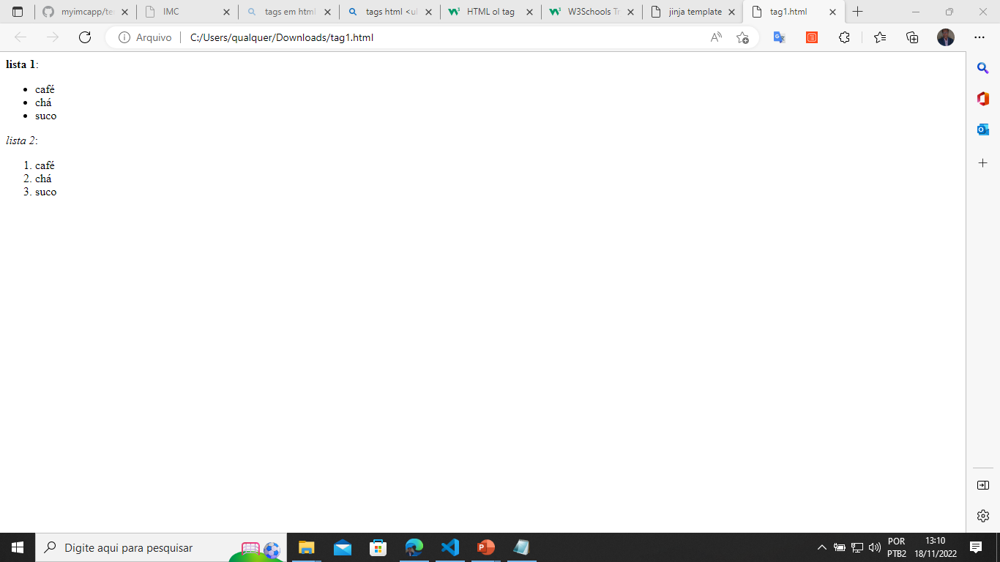 myimcapp/te
IMC
tags em html
tags html <ul
HTML ol tag
W3Schools Tr
jinja template
tag1.html
Arquivo C:/Users/qualquer/Downloads/tag1.html
lista 1:
café
chá
suco
lista 2:
1. café
2. chá
3. suco
Digite aqui para pesquisar
POR
PTB2
13:10
18/11/2022